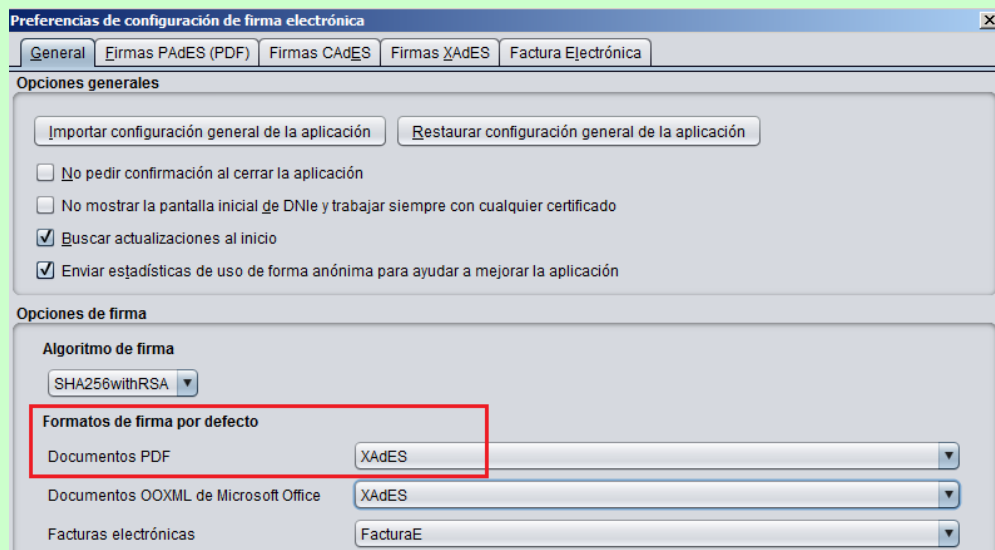 Preferencias de configuración de firma electrónica
General Firmas PAdES (PDF) Firmas CAdES Firmas XAdES Factura Electrónica
Opciones generales
Importar configuración general de la aplicación Restaurar configuración general de la aplicación
No pedir confirmación al cerrar la aplicación
No mostrar la pantalla inicial de DNIe y trabajar siempre con cualquier certificado
Buscar actualizaciones al inicio
Enviar estadísticas de uso de forma anónima para ayudar a mejorar la aplicación
Opciones de firma
Algoritmo de firma
SHA256withRSA
Formatos de firma por defecto
Documentos PDF XAdES
Documentos OOXML de Microsoft Office XAdES
Facturas electrónicas FacturaE